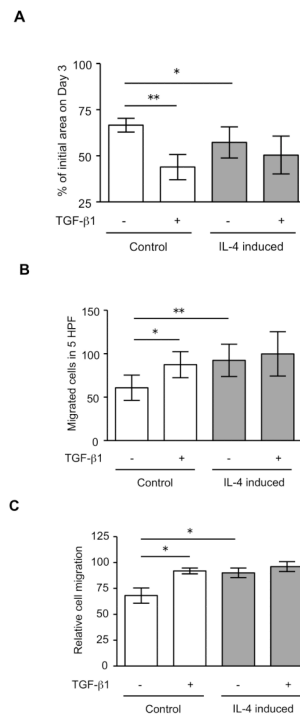 A
% of initial area on Day 3
100
75
50
25
*
**
TGF-β1 - + - +
Control IL-4 induced
B
Migrated cells in 5 HPF
150
100
50
0
**
*
TGF-β1 - + - +
Control IL-4 induced
C
Relative cell migration
125
100
75
50
25
0
*
*
TGF-β1 - + - +
Control IL-4 induced